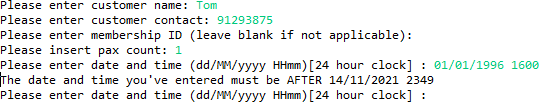 Please enter customer name: Tom
Please enter customer contact: 91293875
Please enter membership ID (leave blank if not applicable):
Please insert pax count: 1
Please enter date and time (dd/MM/yyyy HHmm)[24 hour clock] : 01/01/1996 1600
The date and time you've entered must be AFTER 14/11/2021 2349
Please enter date and time (dd/MM/yyyy HHmm)[24 hour clock] :